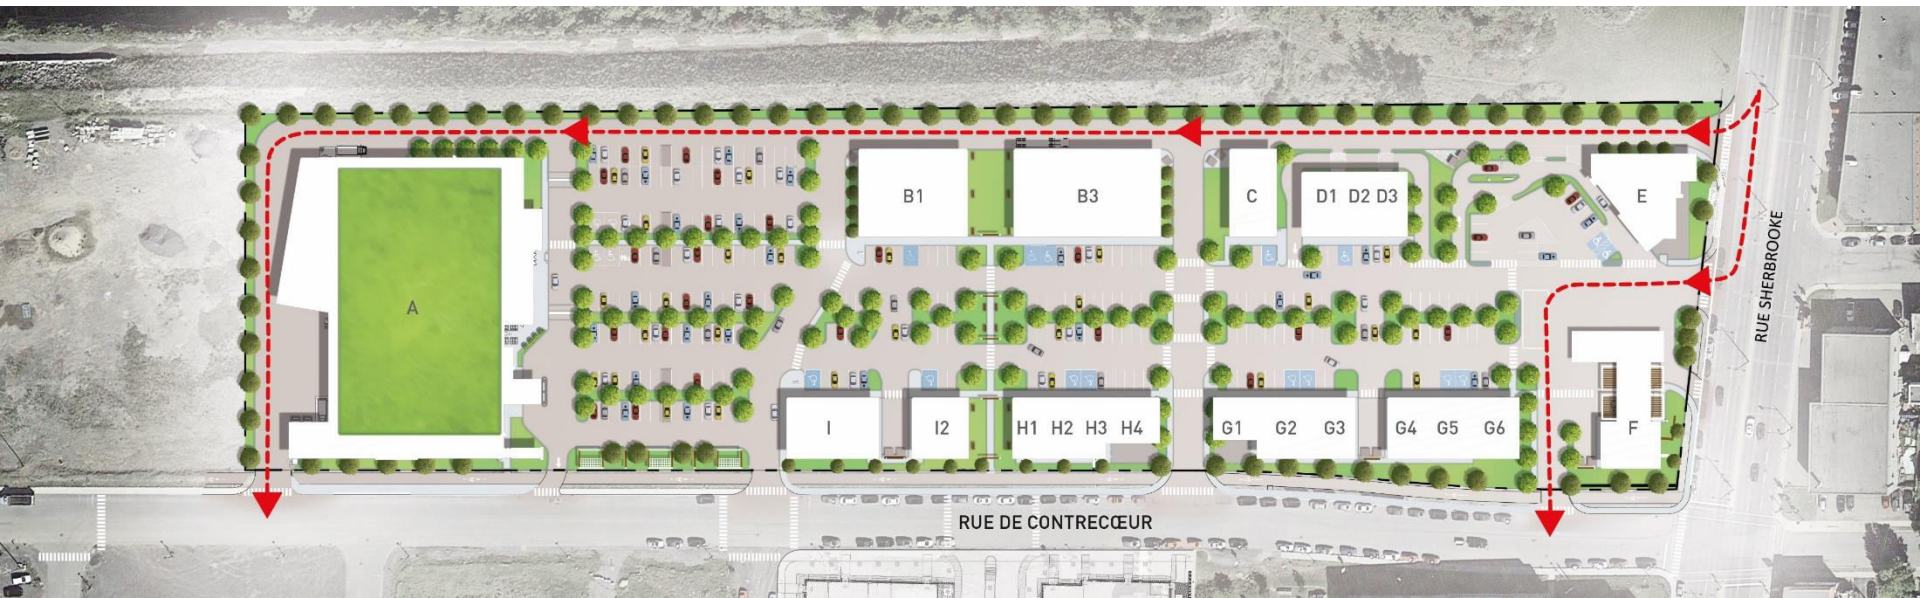 B1
B3
C
D1 D2 D3
E
A
RUE SHERBROOKE
I
I2
H1 H2 H3 H4
G1 G2 G3
G4 G5 G6
F
RUE DE CONTRECŒUR